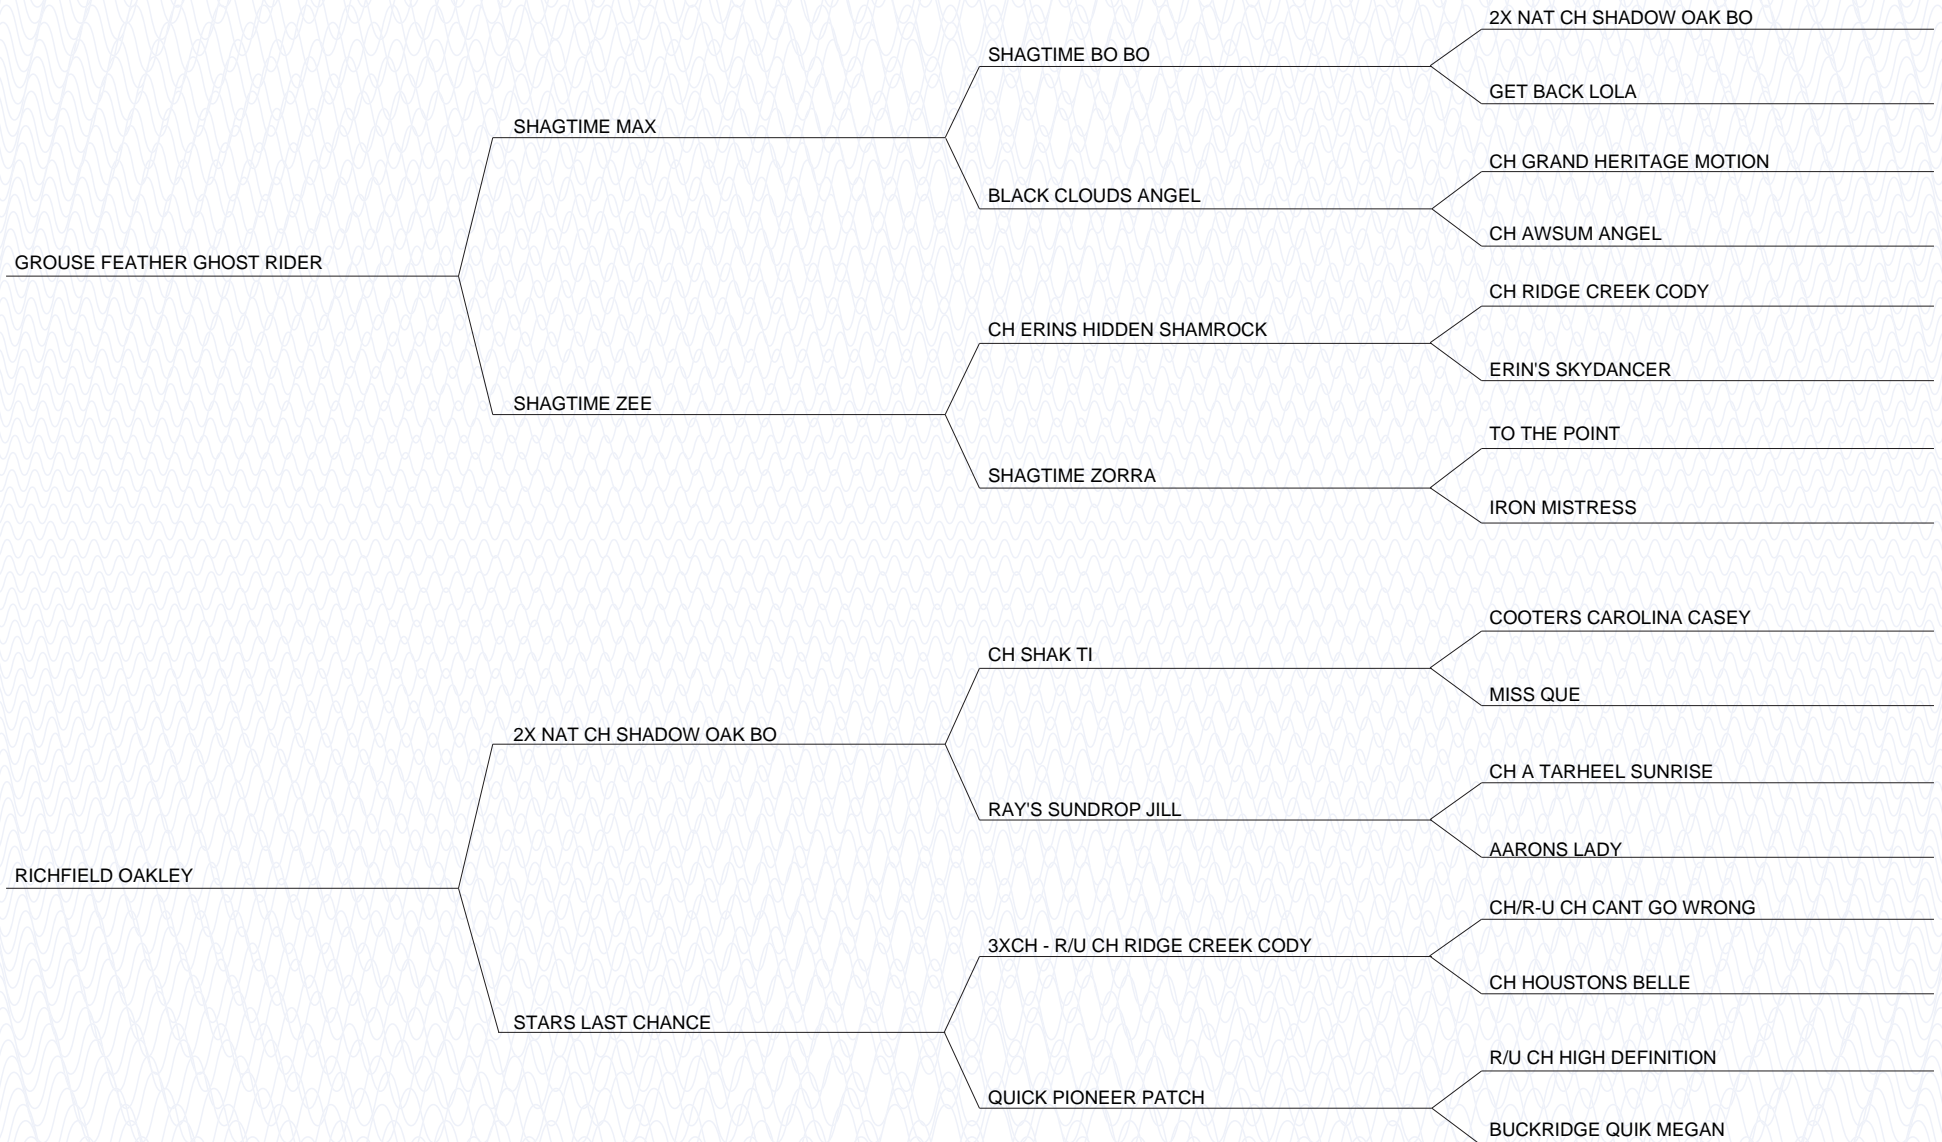 2X NAT CH SHADOW OAK BO
SHAGTIME BO BO
GET BACK LOLA
SHAGTIME MAX
CH GRAND HERITAGE MOTION
BLACK CLOUDS ANGEL
CH AWSUM ANGEL
GROUSE FEATHER GHOST RIDER
CH RIDGE CREEK CODY
CH ERINS HIDDEN SHAMROCK
ERIN'S SKYDANCER
SHAGTIME ZEE
TO THE POINT
SHAGTIME ZORRA
IRON MISTRESS
COOTERS CAROLINA CASEY
CH SHAK TI
MISS QUE
2X NAT CH SHADOW OAK BO
CH A TARHEEL SUNRISE
RAY'S SUNDROP JILL
AARONS LADY
RICHFIELD OAKLEY
CH/R-U CH CANT GO WRONG
3XCH - R/U CH RIDGE CREEK CODY
CH HOUSTONS BELLE
STARS LAST CHANCE
R/U CH HIGH DEFINITION
QUICK PIONEER PATCH
BUCKRIDGE QUIK MEGAN